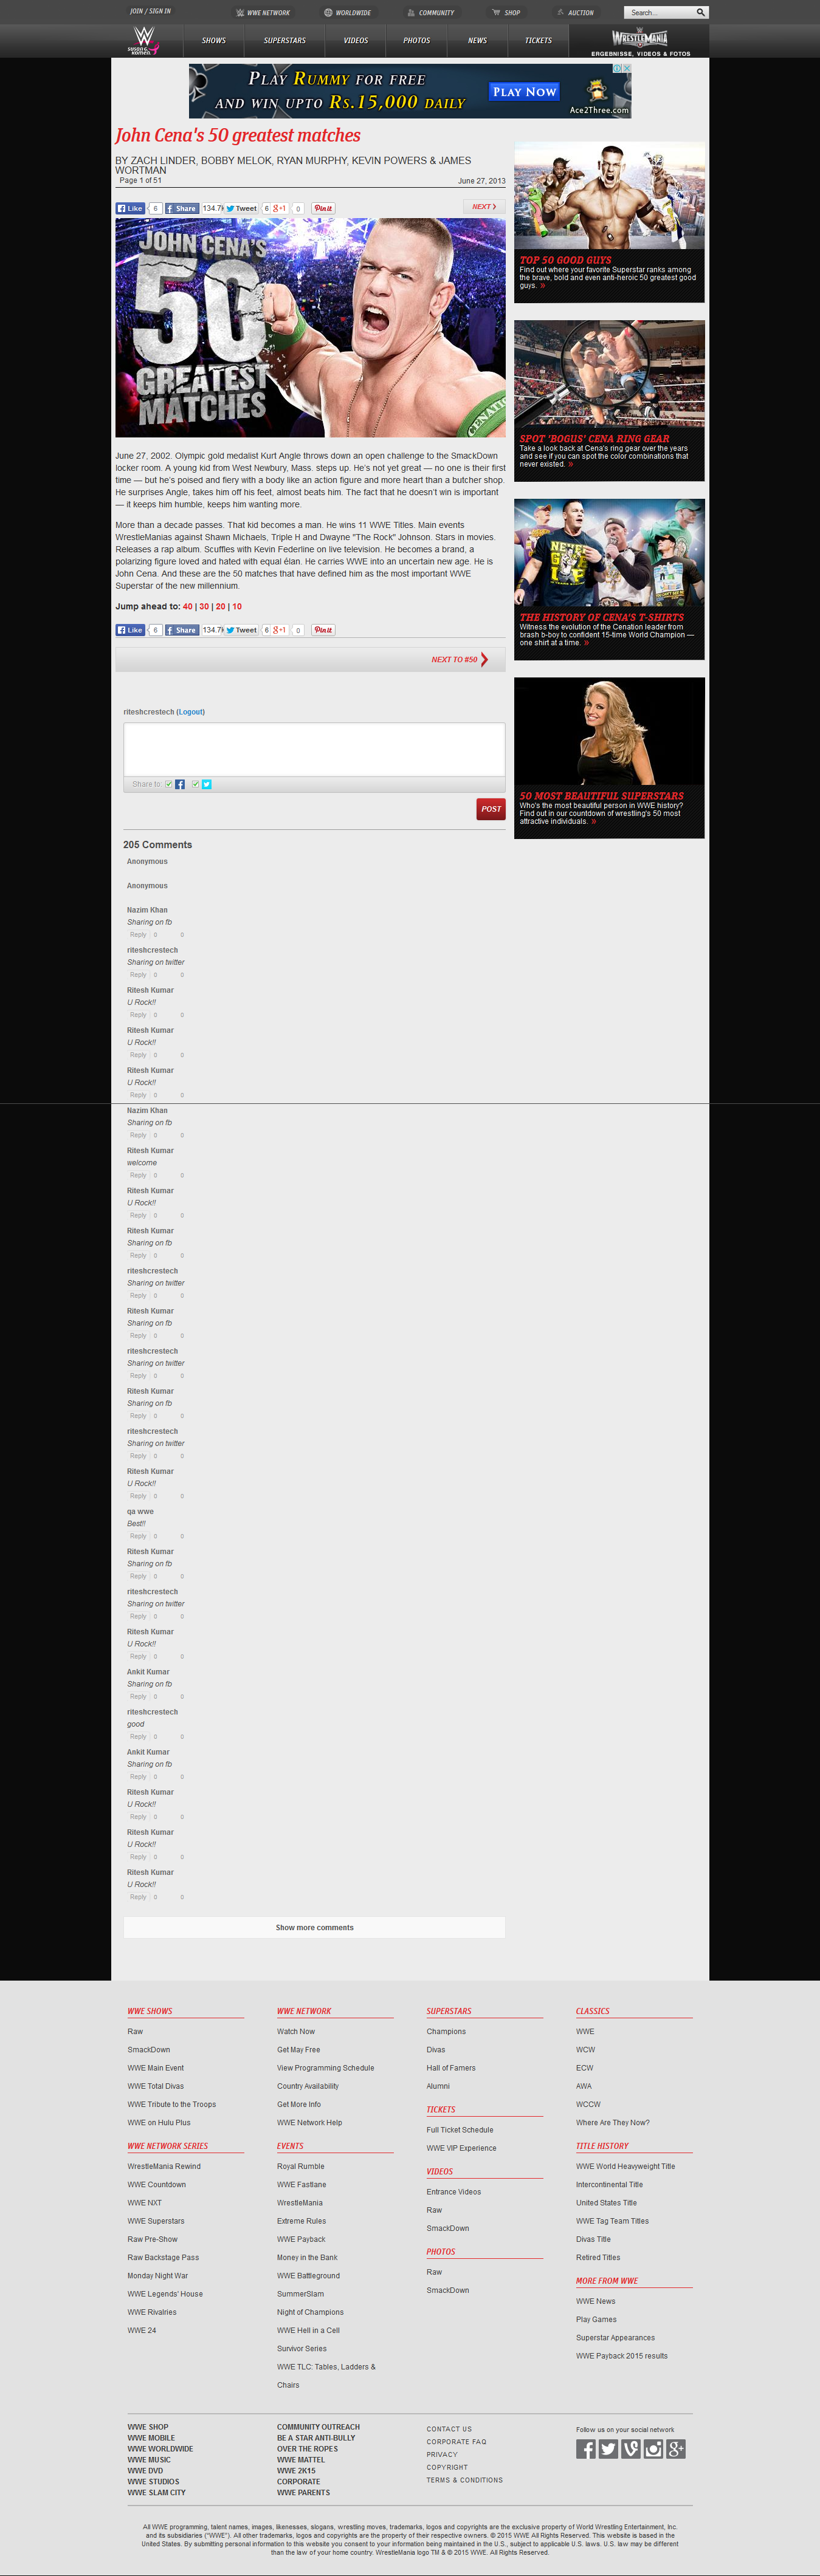 JOIN / SIGN IN
WWE NETWORK
WORLDWIDE
COMMUNITY
SHOP
AUCTION
Search...
W
SUSAN G. Komen.
SHOWS
SUPERSTARS
VIDEOS
PHOTOS
NEWS
TICKETS
WRESTLEMANIA
ERGEBNISSE, VIDEOS & FOTOS
PLAY RUMMY FOR FREE
AND WIN UPTO RS.15,000 DAILY
PLAY NOW
Ace2Three.com
John Cena's 50 greatest matches
BY ZACH LINDER, BOBBY MELOK, RYAN MURPHY, KEVIN POWERS & JAMES
WORTMAN
Page 1 of 51
June 27, 2013
Like 6 Share 134.7k Tweet 6 +1 0 Pin it
NEXT
JOHN CENA'S
50
GREATEST
MATCHES
CENATION
June 27, 2002. Olympic gold medalist Kurt Angle throws down an open challenge to the SmackDown
locker room. A young kid from West Newbury, Mass. steps up. He's not yet great — no one is their first
time — but he's poised and fiery with a body like an action figure and more heart than a butcher shop.
He surprises Angle, takes him off his feet, almost beats him. The fact that he doesn't win is important
— it keeps him humble, keeps him wanting more.
More than a decade passes. That kid becomes a man. He wins 11 WWE Titles. Main events
WrestleManias against Shawn Michaels, Triple H and Dwayne "The Rock" Johnson. Stars in movies.
Releases a rap album. Scuffles with Kevin Federline on live television. He becomes a brand, a
polarizing figure loved and hated with equal élan. He carries WWE into an uncertain new age. He is
John Cena. And these are the 50 matches that have defined him as the most important WWE
Superstar of the new millennium.
Jump ahead to: 40 | 30 | 20 | 10
Like 6 Share 134.7k Tweet 6 +1 0 Pin it
NEXT TO #50
TOP 50 GOOD GUYS
Find out where your favorite Superstar ranks among
the brave, bold and even anti-heroic 50 greatest good
guys. »
SPOT 'BOGUS' CENA RING GEAR
Take a look back at Cena's ring gear over the years
and see if you can spot the color combinations that
never existed. »
THE HISTORY OF CENA'S T-SHIRTS
Witness the evolution of the Cenation leader from
brash b-boy to confident 15-time World Champion —
one shirt at a time. »
50 MOST BEAUTIFUL SUPERSTARS
Who's the most beautiful person in WWE history?
Find out in our countdown of wrestling's 50 most
attractive individuals. »
riteshcrestech (Logout)
Share to:
POST
205 Comments
Anonymous
Anonymous
Nazim Khan
Sharing on fb
Reply 0 0
riteshcrestech
Sharing on twitter
Reply 0 0
Ritesh Kumar
U Rock!!
Reply 0 0
Ritesh Kumar
U Rock!!
Reply 0 0
Ritesh Kumar
U Rock!!
Reply 0 0
Nazim Khan
Sharing on fb
Reply 0 0
Ritesh Kumar
welcome
Reply 0 0
Ritesh Kumar
U Rock!!
Reply 0 0
Ritesh Kumar
Sharing on fb
Reply 0 0
riteshcrestech
Sharing on twitter
Reply 0 0
Ritesh Kumar
Sharing on fb
Reply 0 0
riteshcrestech
Sharing on twitter
Reply 0 0
Ritesh Kumar
Sharing on fb
Reply 0 0
riteshcrestech
Sharing on twitter
Reply 0 0
Ritesh Kumar
U Rock!!
Reply 0 0
qa wwe
Best!!
Reply 0 0
Ritesh Kumar
Sharing on fb
Reply 0 0
riteshcrestech
Sharing on twitter
Reply 0 0
Ritesh Kumar
U Rock!!
Reply 0 0
Ankit Kumar
Sharing on fb
Reply 0 0
riteshcrestech
good
Reply 0 0
Ankit Kumar
Sharing on fb
Reply 0 0
Ritesh Kumar
U Rock!!
Reply 0 0
Ritesh Kumar
U Rock!!
Reply 0 0
Ritesh Kumar
U Rock!!
Reply 0 0
Show more comments
WWE SHOWS
Raw
SmackDown
WWE Main Event
WWE Total Divas
WWE Tribute to the Troops
WWE on Hulu Plus
WWE NETWORK SERIES
WrestleMania Rewind
WWE Countdown
WWE NXT
WWE Superstars
Raw Pre-Show
Raw Backstage Pass
Monday Night War
WWE Legends' House
WWE Rivalries
WWE 24
WWE NETWORK
Watch Now
Get May Free
View Programming Schedule
Country Availability
Get More Info
WWE Network Help
EVENTS
Royal Rumble
WWE Fastlane
WrestleMania
Extreme Rules
WWE Payback
Money in the Bank
WWE Battleground
SummerSlam
Night of Champions
WWE Hell in a Cell
Survivor Series
WWE TLC: Tables, Ladders &
Chairs
SUPERSTARS
Champions
Divas
Hall of Famers
Alumni
TICKETS
Full Ticket Schedule
WWE VIP Experience
VIDEOS
Entrance Videos
Raw
SmackDown
PHOTOS
Raw
SmackDown
CLASSICS
WWE
WCW
ECW
AWA
WCCW
Where Are They Now?
TITLE HISTORY
WWE World Heavyweight Title
Intercontinental Title
United States Title
WWE Tag Team Titles
Divas Title
Retired Titles
MORE FROM WWE
WWE News
Play Games
Superstar Appearances
WWE Payback 2015 results
WWE SHOP
WWE MOBILE
WWE WORLDWIDE
WWE MUSIC
WWE DVD
WWE STUDIOS
WWE SLAM CITY
COMMUNITY OUTREACH
BE A STAR ANTI-BULLY
OVER THE ROPES
WWE MATTEL
WWE 2K15
CORPORATE
WWE PARENTS
CONTACT US
CORPORATE FAQ
PRIVACY
COPYRIGHT
TERMS & CONDITIONS
Follow us on your social network
All WWE programming, talent names, images, likenesses, slogans, wrestling moves, trademarks, logos and copyrights are the exclusive property of World Wrestling Entertainment, Inc.
and its subsidiaries ("WWE"). All other trademarks, logos and copyrights are the property of their respective owners. © 2015 WWE All Rights Reserved. This website is based in the
United States. By submitting personal information to this website you consent to your information being maintained in the U.S., subject to applicable U.S. laws. U.S. law may be different
than the law of your home country. WrestleMania logo TM & © 2015 WWE. All Rights Reserved.